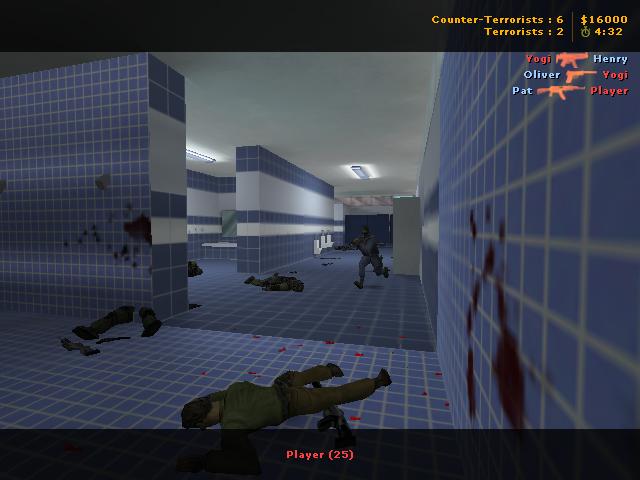 Counter-Terrorists : 6 $16000
Terrorists : 2 4:32
Yogi Henry
Oliver Yogi
Pat Player
Player (25)